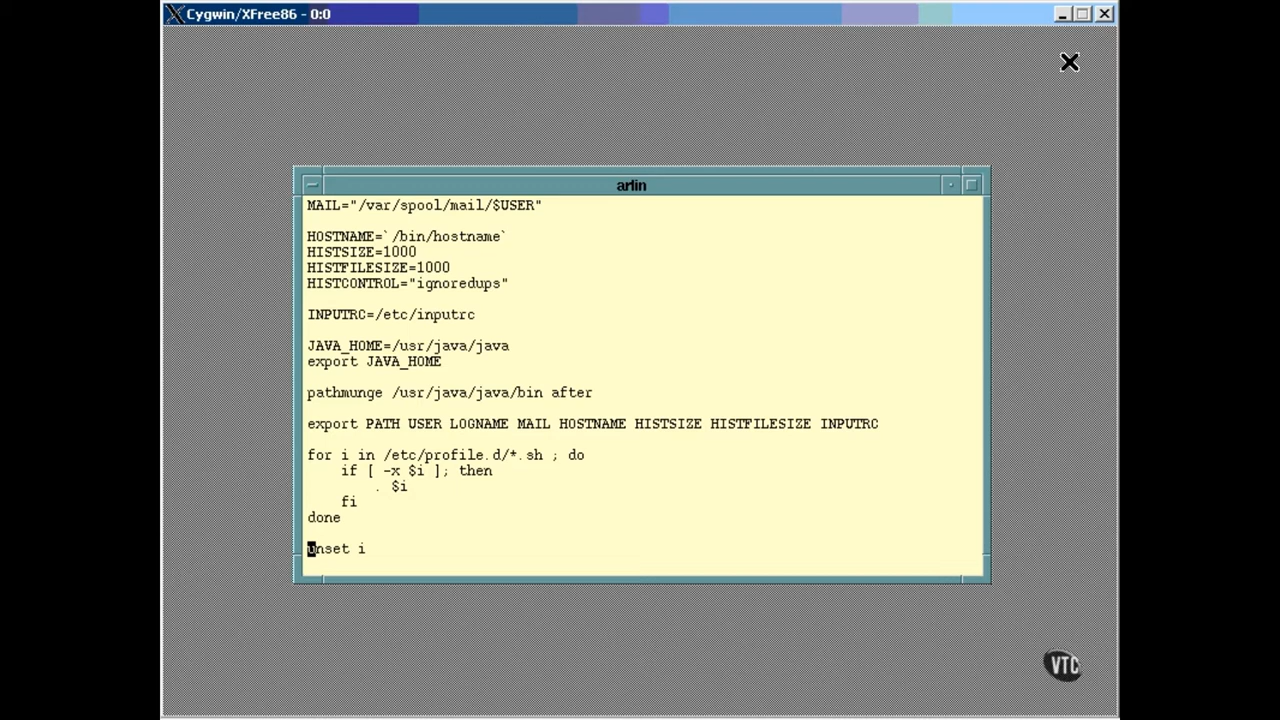 Cygwin/XFree86 - 0:0
arlin
MAIL="/var/spool/mail/$USER"
HOSTNAME=`/bin/hostname`
HISTSIZE=1000
HISTFILESIZE=1000
HISTCONTROL="ignoredups"
INPUTRC=/etc/inputrc
JAVA_HOME=/usr/java/java
export JAVA_HOME
pathmunge /usr/java/java/bin after
export PATH USER LOGNAME MAIL HOSTNAME HISTSIZE HISTFILESIZE INPUTRC
for i in /etc/profile.d/*.sh ; do
    if [ -x $i ]; then
        . $i
    fi
done
unset i
VTC